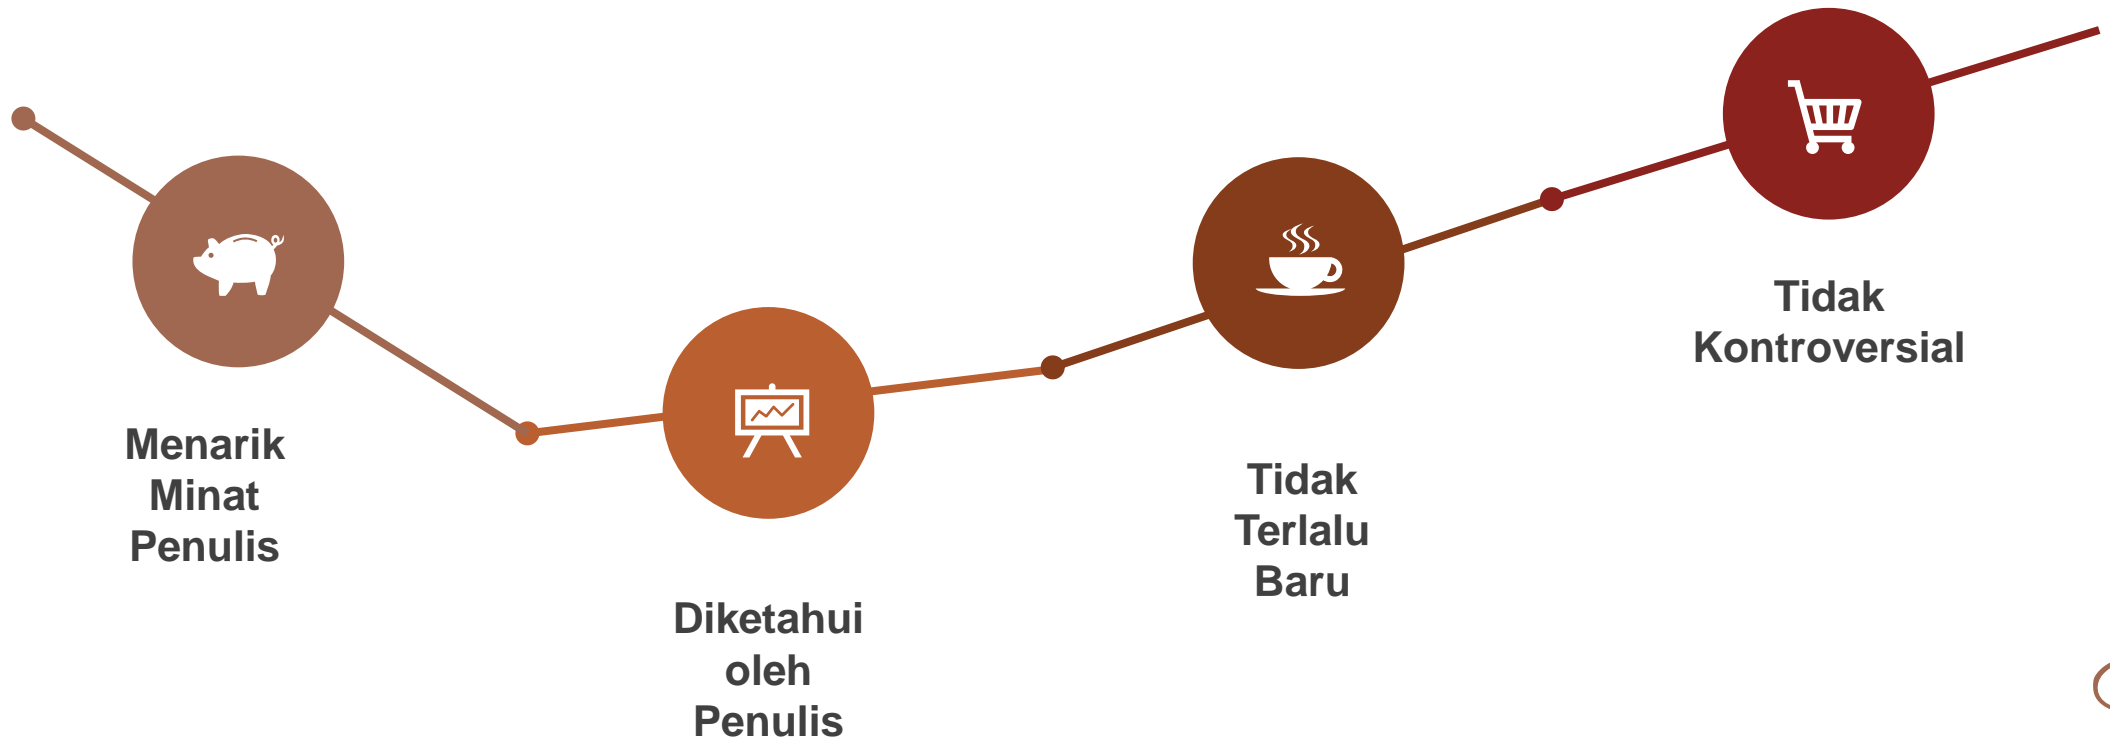 Menarik
Minat
Penulis
Diketahui
oleh
Penulis
Tidak
Terlalu
Baru
Tidak
Kontroversial